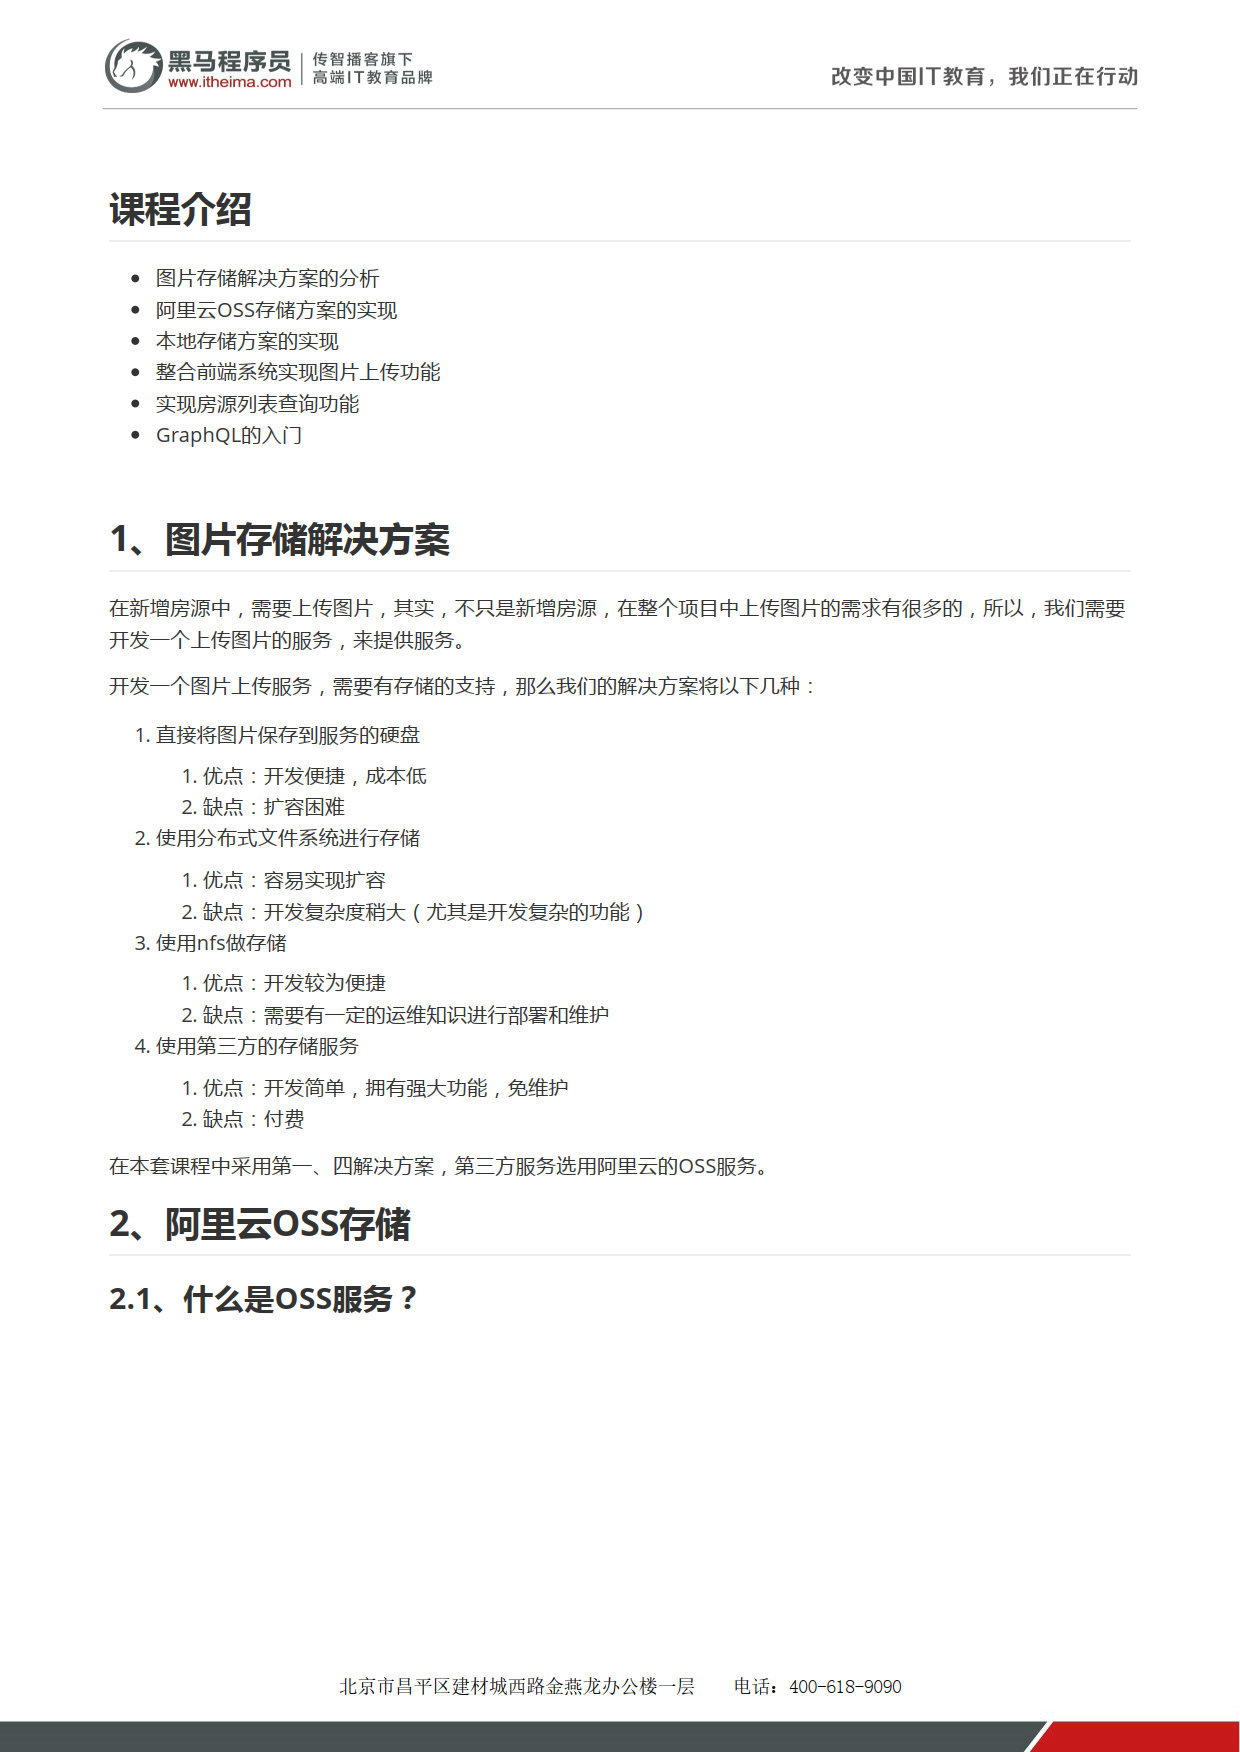 黑马程序员
www.itheima.com
传智播客旗下
高端IT教育品牌
改变中国IT教育，我们正在行动
课程介绍
• 图片存储解决方案的分析
• 阿里云OSS存储方案的实现
• 本地存储方案的实现
• 整合前端系统实现图片上传功能
• 实现房源列表查询功能
• GraphQL的入门
1、图片存储解决方案
在新增房源中，需要上传图片，其实，不只是新增房源，在整个项目中上传图片的需求有很多的，所以，我们需要
开发一个上传图片的服务，来提供服务。
开发一个图片上传服务，需要有存储的支持，那么我们的解决方案将以下几种：
1. 直接将图片保存到服务的硬盘
1. 优点：开发便捷，成本低
2. 缺点：扩容困难
2. 使用分布式文件系统进行存储
1. 优点：容易实现扩容
2. 缺点：开发复杂度稍大（尤其是开发复杂的功能）
3. 使用nfs做存储
1. 优点：开发较为便捷
2. 缺点：需要有一定的运维知识进行部署和维护
4. 使用第三方的存储服务
1. 优点：开发简单，拥有强大功能，免维护
2. 缺点：付费
在本套课程中采用第一、四解决方案，第三方服务选用阿里云的OSS服务。
2、阿里云OSS存储
2.1、什么是OSS服务？
北京市昌平区建材城西路金燕龙办公楼一层 电话：400-618-9090